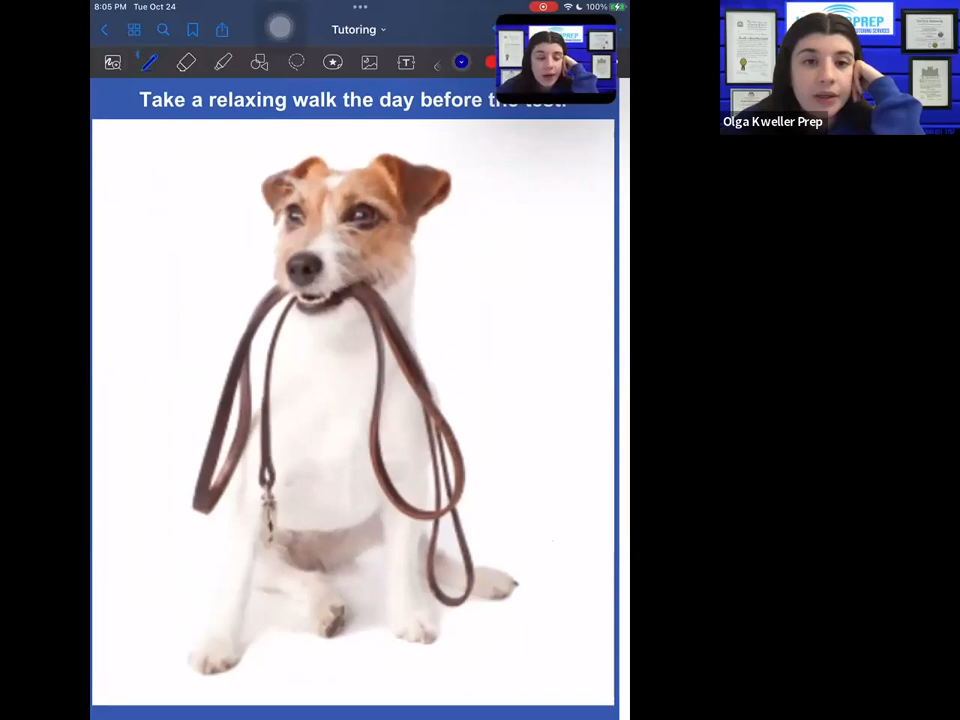 8:05 PM Tue Oct 24
100%
Tutoring
Take a relaxing walk the day before the test!
PREP
Olga Kweller Prep